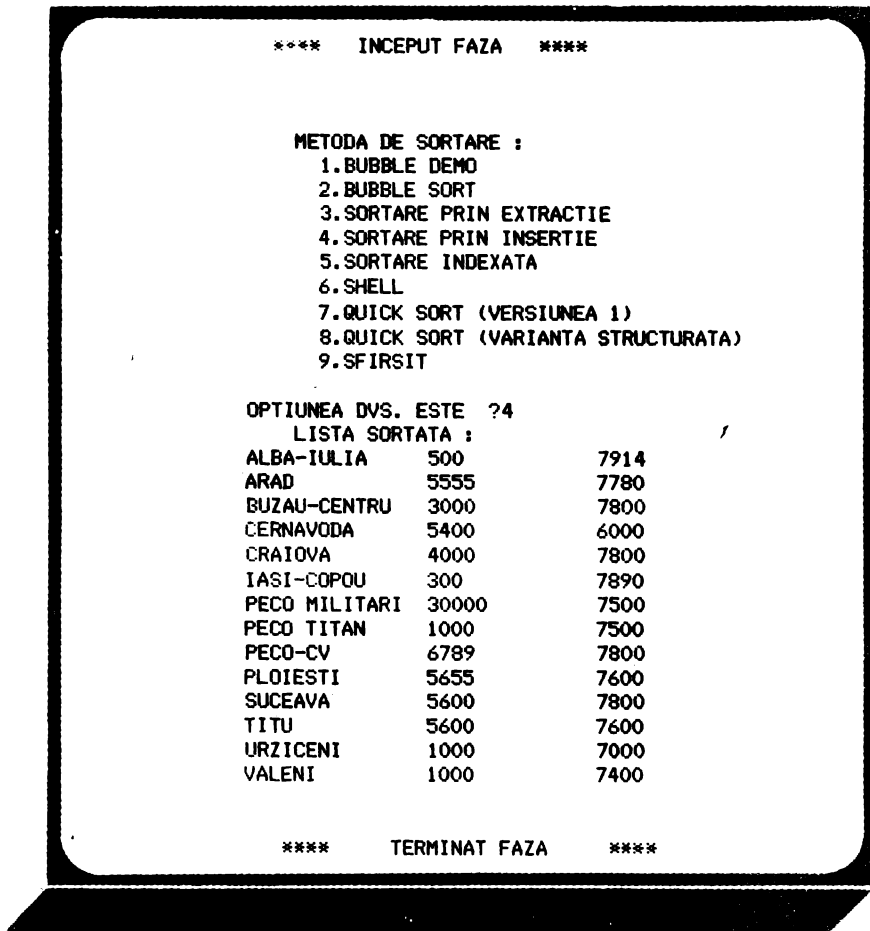 **** INCEPUT FAZA ****
METODA DE SORTARE :
1.BUBBLE DEMO
2.BUBBLE SORT
3.SORTARE PRIN EXTRACTIE
4.SORTARE PRIN INSERTIE
5.SORTARE INDEXATA
6.SHELL
7.QUICK SORT (VERSIUNEA 1)
8.QUICK SORT (VARIANTA STRUCTURATA)
9.SFIRSIT
OPTIUNEA DVS. ESTE ?4
LISTA SORTATA :
ALBA-IULIA 500 7914
ARAD 5555 7780
BUZAU-CENTRU 3000 7800
CERNAVODA 5400 6000
CRAIOVA 4000 7800
IASI-COPOU 300 7890
PECO MILITARI 30000 7500
PECO TITAN 1000 7500
PECO-CV 6789 7800
PLOIESTI 5655 7600
SUCEAVA 5600 7800
TITU 5600 7600
URZICENI 1000 7000
VALENI 1000 7400
**** TERMINAT FAZA ****